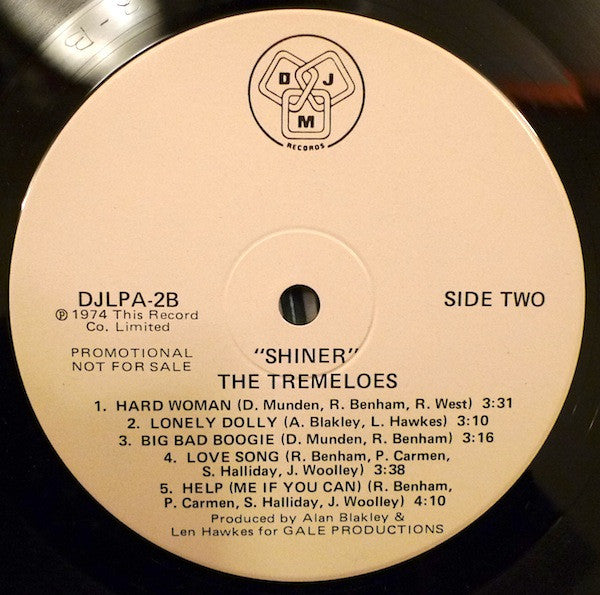 D J
M
RECORDS
DJLPA-2B
SIDE TWO
℗ 1974 This Record
Co. Limited
PROMOTIONAL
NOT FOR SALE
"SHINER"
THE TREMELOES
1. HARD WOMAN (D. Munden, R. Benham, R. West) 3:31
2. LONELY DOLLY (A. Blakley, L. Hawkes) 3:10
3. BIG BAD BOOGIE (D. Munden, R. Benham) 3:16
4. LOVE SONG (R. Benham, P. Carmen,
S. Halliday, J. Woolley) 3:38
5. HELP (ME IF YOU CAN) (R. Benham,
P. Carmen, S. Halliday, J. Woolley) 4:10
Produced by Alan Blakley &
Len Hawkes for GALE PRODUCTIONS